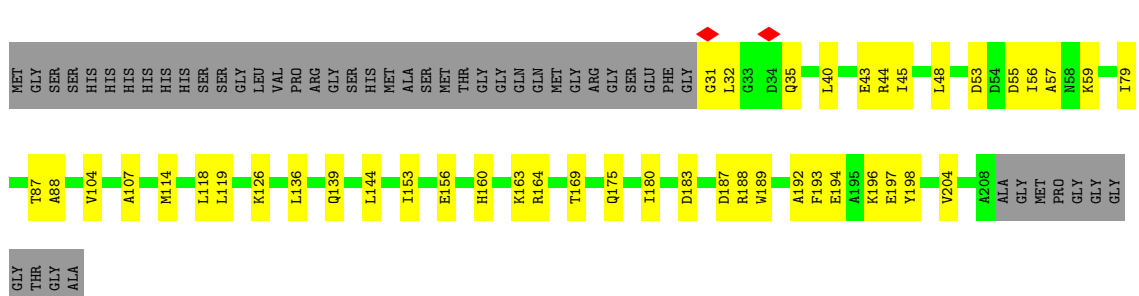 MET GLY SER SER HIS HIS HIS HIS HIS HIS SER SER GLY LEU VAL PRO ARG GLY SER HIS MET ALA SER MET THR GLY GLY GLN GLN MET GLY ARG GLY SER GLU PHE GLY G31 L32 G33 D34 Q35 L40 E43 R44 I45 L48 D53 D54 D55 I56 A57 N58 K59 I79
T87 A88 V104 A107 M114 L118 L119 K126 L136 Q139 L144 I153 E156 H160 K163 R164 T169 Q175 I180 D183 D187 R188 W189 A192 F193 E194 A195 K196 E197 Y198 V204 A208 ALA GLY MET PRO GLY GLY GLY
GLY THR GLY ALA